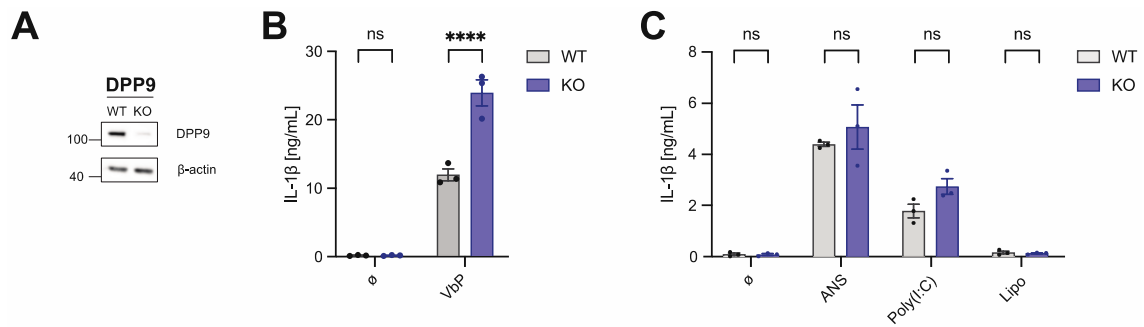 A
DPP9
WT KO
100
DPP9
40
β-actin
B
ns
****
WT
KO
IL-1β [ng/mL]
30
20
10
0
ø
VbP
C
ns
ns
ns
ns
WT
KO
IL-1β [ng/mL]
8
6
4
2
0
ø
ANS
Poly(I:C)
Lipo